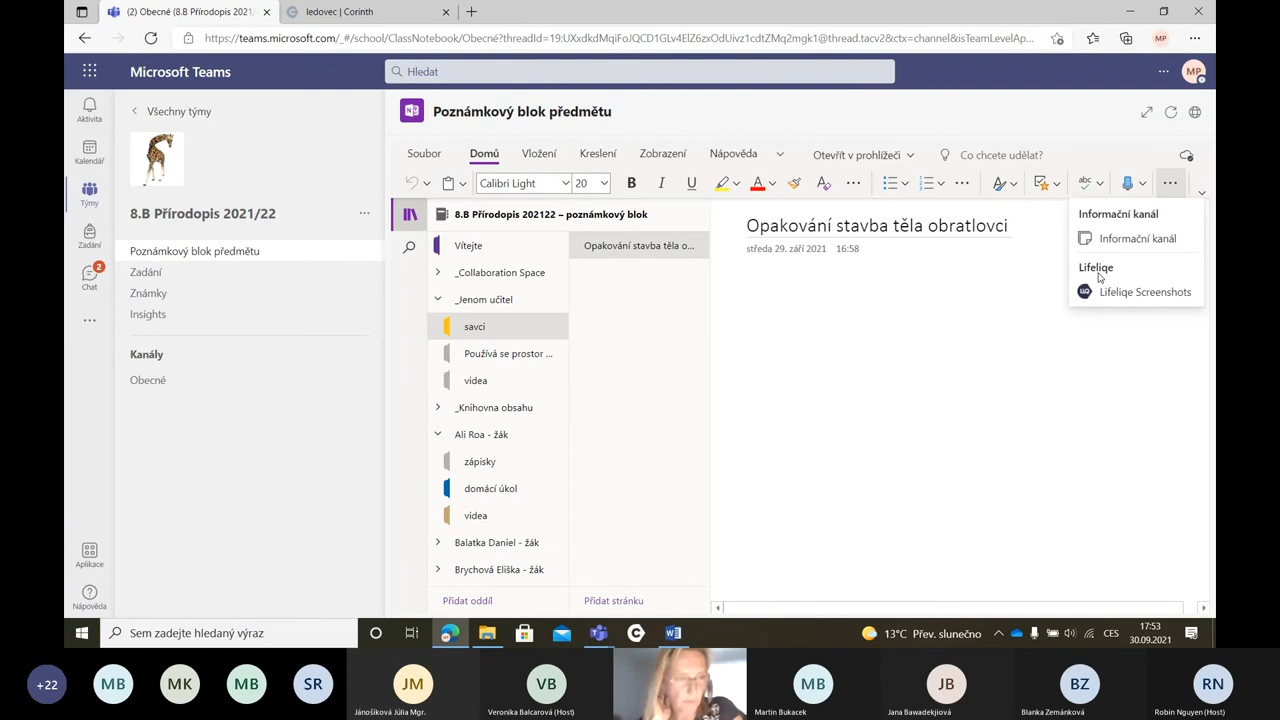 (2) Obecné (8.B Přírodopis 2021/
ledovec | Corinth
https://teams.microsoft.com/_#/school/ClassNotebook/Obecné?threadId=19:UXxdkdMqiFoJQCD1GLv4ElZ6zxOdUivz1cdtZMq2mgk1@thread.tacv2&ctx=channel&isTeamLevelAp...
MP
Microsoft Teams
Hledat
MP
Aktivita
Kalendář
Týmy
Zadání
2
Chat
Aplikace
Nápověda
Všechny týmy
8.B Přírodopis 2021/22
Poznámkový blok předmětu
Zadání
Známky
Insights
Kanály
Obecné
Poznámkový blok předmětu
Soubor Domů Vložení Kreslení Zobrazení Nápověda Otevřít v prohlížeči Co chcete udělat?
Calibri Light 20 B I U A abc
8.B Přírodopis 202122 – poznámkový blok
Vítejte
_Collaboration Space
_Jenom učitel
savci
Používá se prostor ...
videa
_Knihovna obsahu
Ali Roa - žák
zápisky
domácí úkol
videa
Balatka Daniel - žák
Brychová Eliška - žák
Přidat oddíl
Opakování stavba těla o...
Přidat stránku
Opakování stavba těla obratlovci
středa 29. září 2021 16:58
Informační kanál
Informační kanál
Lifeliqe
Lifeliqe Screenshots
Sem zadejte hledaný výraz
13°C Přev. slunečno
CES
17:53
30.09.2021
+22
MB
MK
MB
SR
JM
Jánošíková Júlia Mgr.
VB
Veronika Balcarová (Host)
MB
Martin Bukacek
JB
Jana Bawadekjiová
BZ
Blanka Zemánková
RN
Robin Nguyen (Host)